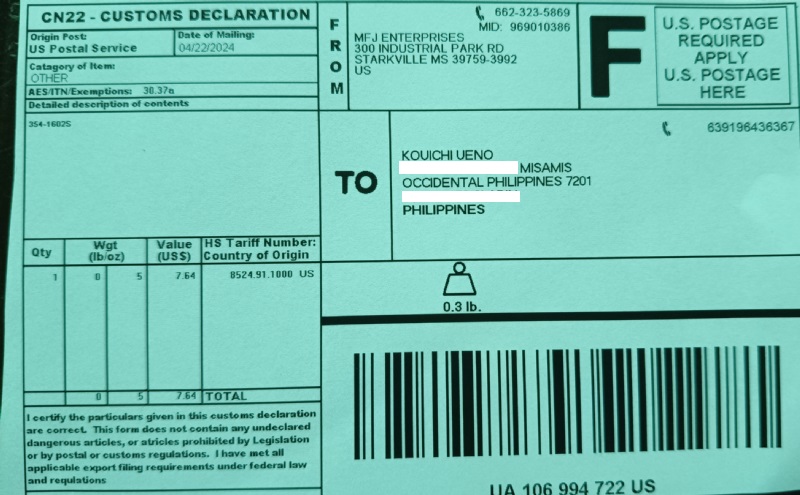 CN22 - CUSTOMS DECLARATION
Origin Post:
US Postal Service
Date of Mailing:
04/22/2024
Catagory of Item:
OTHER
AES/ITN/Exemptions: 30.37a
Detailed description of contents
354-1602S
Qty
Wgt
(lb/oz)
Value
(US$)
HS Tariff Number:
Country of Origin
1 0 5 7.64 8524.91.1000 US
0 5 7.64 TOTAL
I certify the particulars given in this customs declaration
are correct. This form does not contain any undeclared
dangerous articles, or atricles prohibited by Legislation
or by postal or customs regulations. I have met all
applicable export filing requirements under federal law
and regulations
FROM
662-323-5869
MID: 969010386
MFJ ENTERPRISES
300 INDUSTRIAL PARK RD
STARKVILLE MS 39759-3992
US
F
U.S. POSTAGE
REQUIRED
APPLY
U.S. POSTAGE
HERE
639196436367
TO
KOUICHI UENO
MISAMIS
OCCIDENTAL PHILIPPINES 7201
PHILIPPINES
0.3 lb.
UA 106 994 722 US